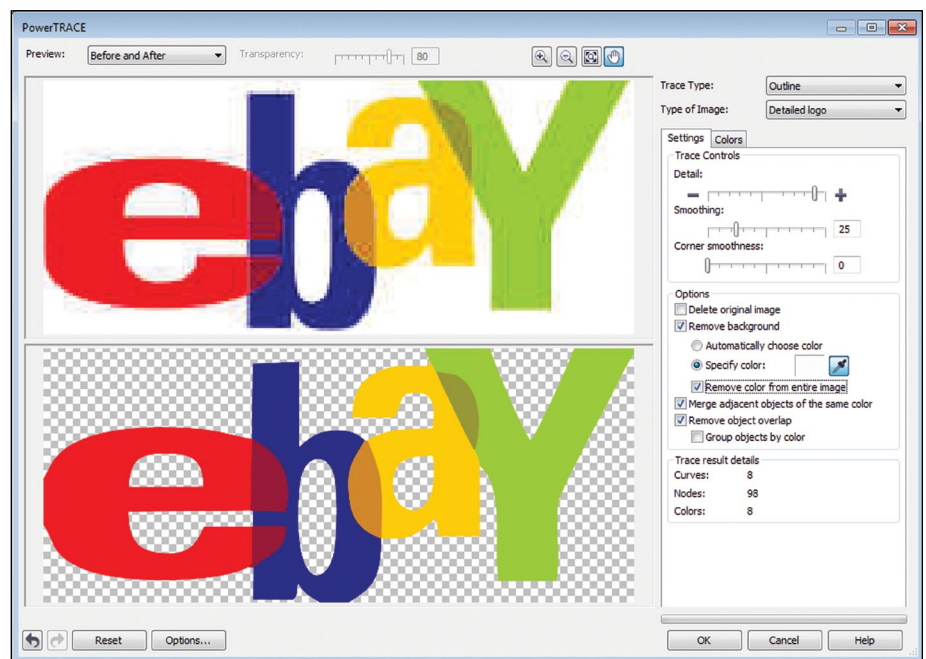 PowerTRACE
Preview: Before and After Transparency: 80
Trace Type: Outline
Type of Image: Detailed logo
ebaY
Settings Colors
Trace Controls
Detail:
Smoothing:
25
Corner smoothness:
0
Options
Delete original image
Remove background
Automatically choose color
Specify color:
Remove color from entire image
Merge adjacent objects of the same color
Remove object overlap
Group objects by color
Trace result details
Curves: 8
Nodes: 98
Colors: 8
ebaY
Reset Options... OK Cancel Help